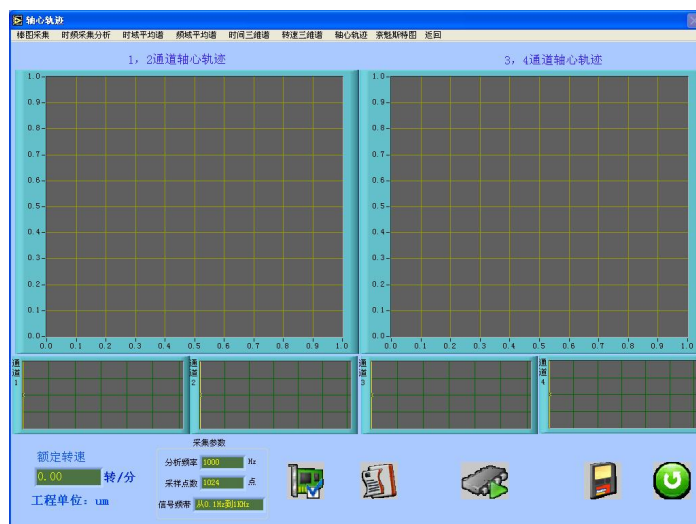 轴心轨迹
棒图采集 时频采集分析 时域平均谱 频域平均谱 时间三维谱 转速三维谱 轴心轨迹 奈魁斯特图 返回
1，2通道轴心轨迹 3，4通道轴心轨迹
1.0 1.0
0.9 0.9
0.8 0.8
0.7 0.7
0.6 0.6
0.5 0.5
0.4 0.4
0.3 0.3
0.2 0.2
0.1 0.1
0.0 0.0
0.0 0.1 0.2 0.3 0.4 0.5 0.6 0.7 0.8 0.9 1.0 0.0 0.1 0.2 0.3 0.4 0.5 0.6 0.7 0.8 0.9 1.0
通道1 通道2 通道3 通道4
采集参数
额定转速
0.00 转/分
工程单位：um
分析频率 1000 Hz
采样点数 1024 点
信号频带 从0.1Hz到1KHz